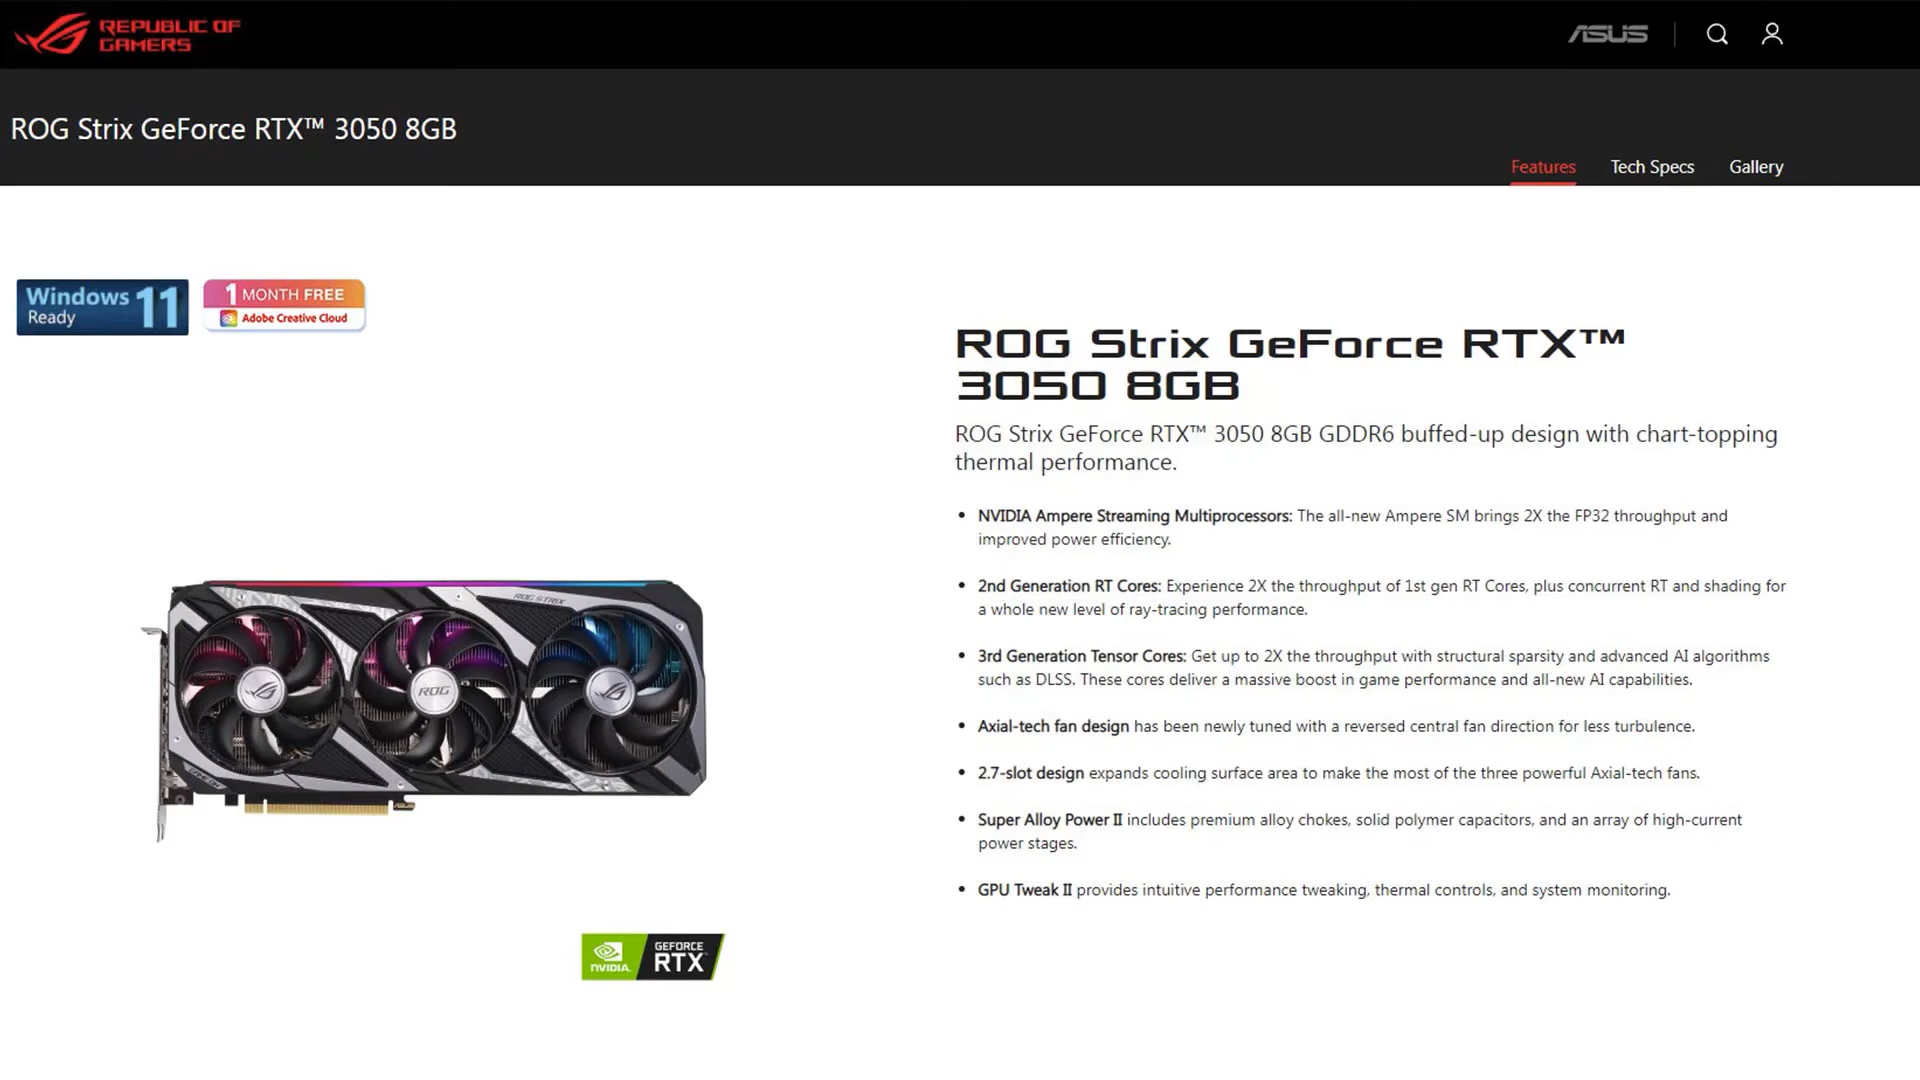 REPUBLIC OF
GAMERS
ASUS
ROG Strix GeForce RTX™ 3050 8GB
Features
Tech Specs
Gallery
Windows 11
Ready
1 MONTH FREE
Adobe Creative Cloud
ROG Strix GeForce RTX™
3050 8GB
ROG Strix GeForce RTX™ 3050 8GB GDDR6 buffed-up design with chart-topping
thermal performance.
• NVIDIA Ampere Streaming Multiprocessors: The all-new Ampere SM brings 2X the FP32 throughput and
improved power efficiency.
• 2nd Generation RT Cores: Experience 2X the throughput of 1st gen RT Cores, plus concurrent RT and shading for
a whole new level of ray-tracing performance.
• 3rd Generation Tensor Cores: Get up to 2X the throughput with structural sparsity and advanced AI algorithms
such as DLSS. These cores deliver a massive boost in game performance and all-new AI capabilities.
• Axial-tech fan design has been newly tuned with a reversed central fan direction for less turbulence.
• 2.7-slot design expands cooling surface area to make the most of the three powerful Axial-tech fans.
• Super Alloy Power II includes premium alloy chokes, solid polymer capacitors, and an array of high-current
power stages.
• GPU Tweak II provides intuitive performance tweaking, thermal controls, and system monitoring.
ROG STRIX
ROG
NVIDIA.
GEFORCE
RTX